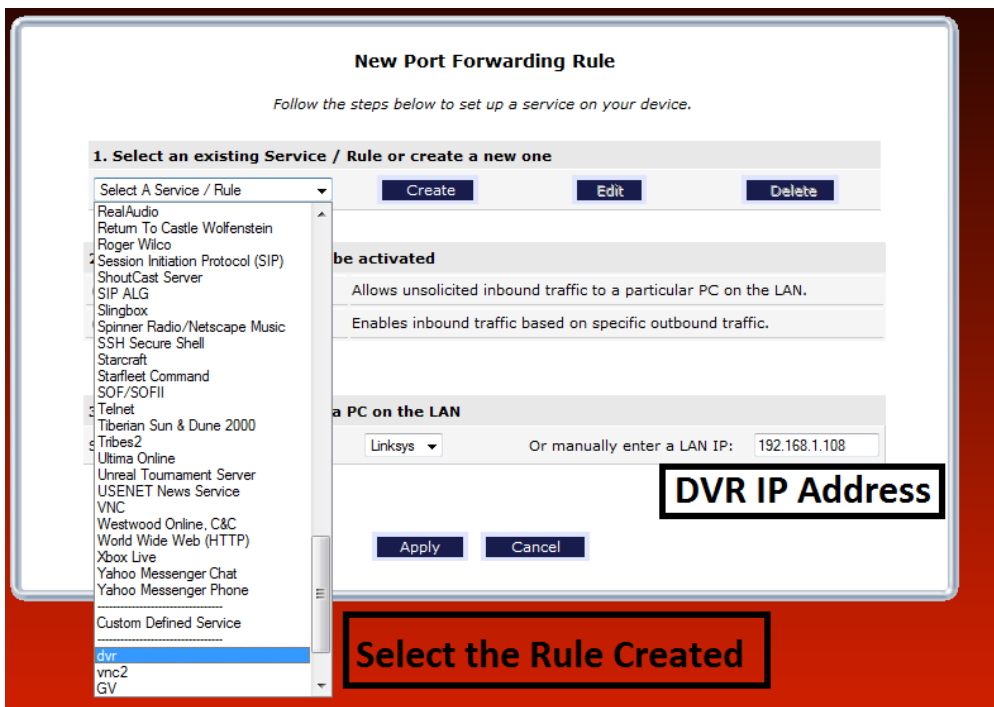 New Port Forwarding Rule
Follow the steps below to set up a service on your device.
1. Select an existing Service / Rule or create a new one
Select A Service / Rule
Create
Edit
Delete
RealAudio
Return To Castle Wolfenstein
Roger Wilco
Session Initiation Protocol (SIP)
ShoutCast Server
SIP ALG
Slingbox
Spinner Radio/Netscape Music
SSH Secure Shell
Starcraft
Starfleet Command
SOF/SOFII
Telnet
Tiberian Sun & Dune 2000
Tribes2
Ultima Online
Unreal Tournament Server
USENET News Service
VNC
Westwood Online, C&C
World Wide Web (HTTP)
Xbox Live
Yahoo Messenger Chat
Yahoo Messenger Phone
--------------------------------
Custom Defined Service
--------------------------------
dvr
vnc2
GV
be activated
Allows unsolicited inbound traffic to a particular PC on the LAN.
Enables inbound traffic based on specific outbound traffic.
a PC on the LAN
Linksys
Or manually enter a LAN IP:
192.168.1.108
DVR IP Address
Apply
Cancel
Select the Rule Created